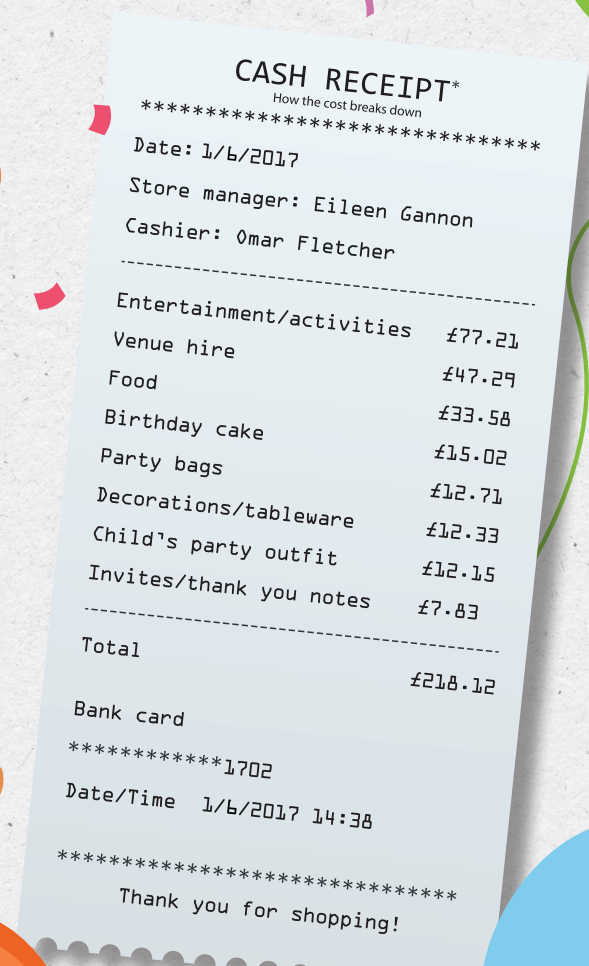 CASH RECEIPT*
How the cost breaks down
*******************************
Date: 1/6/2017
Store manager: Eileen Gannon
Cashier: Omar Fletcher
--------------------------------
Entertainment/activities £77.21
Venue hire £47.29
Food £33.58
Birthday cake £15.02
Party bags £12.71
Decorations/tableware £12.33
Child's party outfit £12.15
Invites/thank you notes £7.83
--------------------------------
Total £218.12
Bank card
************1702
Date/Time 1/6/2017 14:38
*******************************
Thank you for shopping!